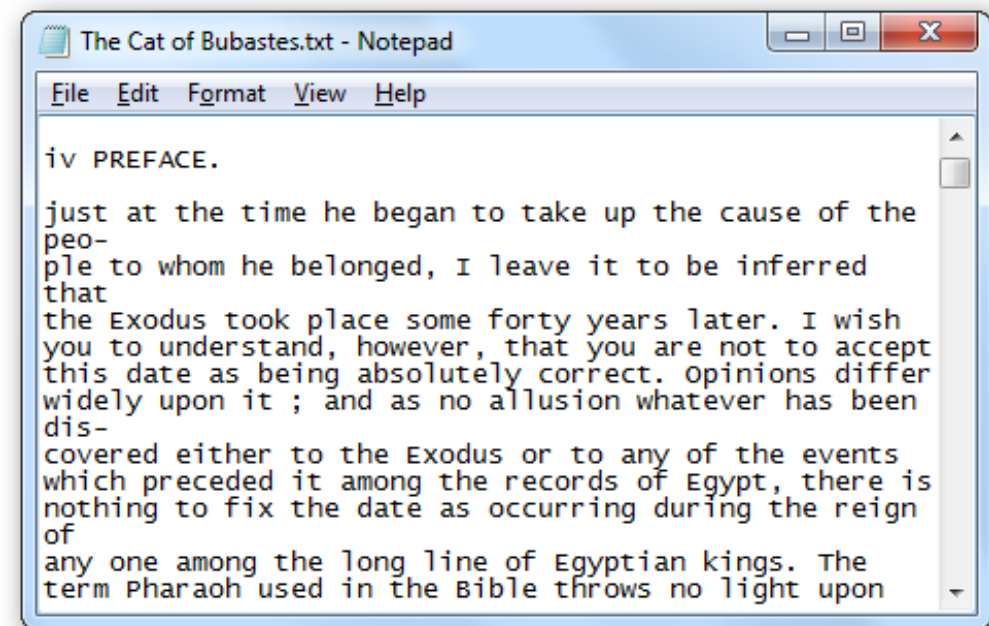 The Cat of Bubastes.txt - Notepad
File Edit Format View Help
iv PREFACE.
just at the time he began to take up the cause of the
peo-
ple to whom he belonged, I leave it to be inferred
that
the Exodus took place some forty years later. I wish
you to understand, however, that you are not to accept
this date as being absolutely correct. Opinions differ
widely upon it ; and as no allusion whatever has been
dis-
covered either to the Exodus or to any of the events
which preceded it among the records of Egypt, there is
nothing to fix the date as occurring during the reign
of
any one among the long line of Egyptian kings. The
term Pharaoh used in the Bible throws no light upon